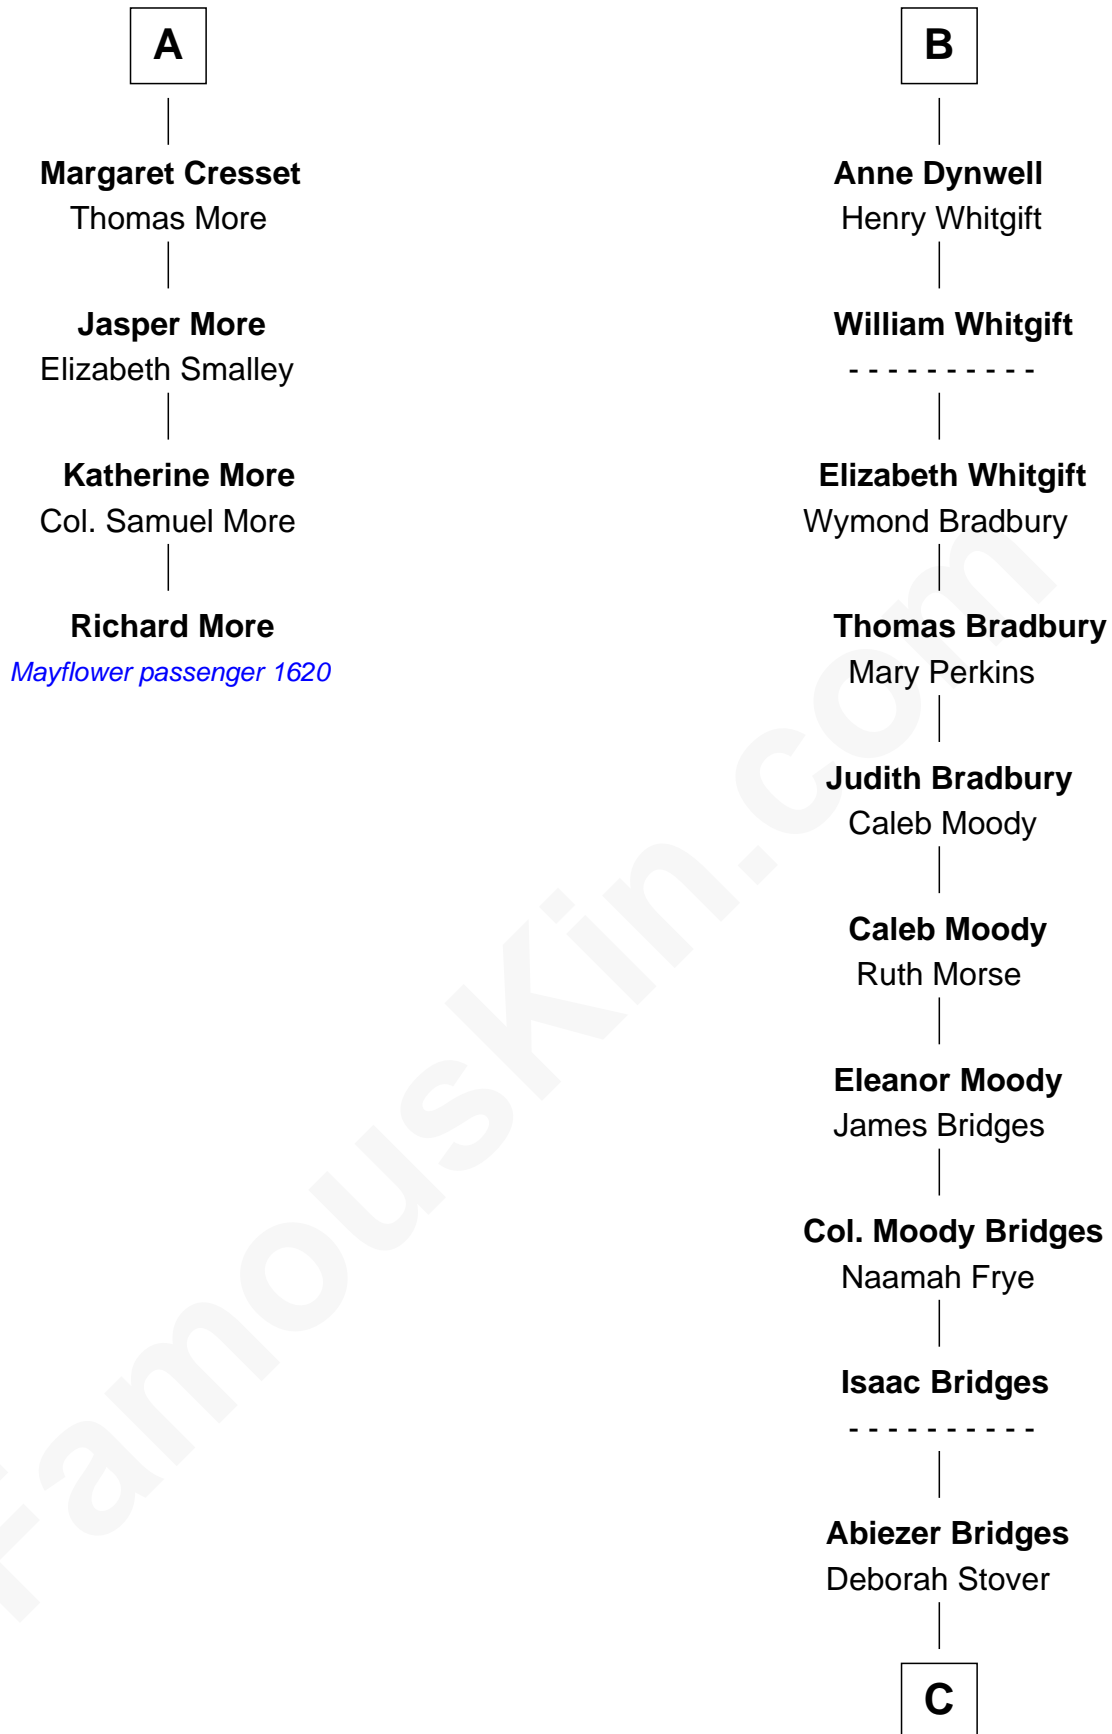 A
Margaret Cresset
Thomas More
Jasper More
Elizabeth Smalley
Katherine More
Col. Samuel More
Richard More
Mayflower passenger 1620
B
Anne Dynwell
Henry Whitgift
William Whitgift
- - - - - - - - - -
Elizabeth Whitgift
Wymond Bradbury
Thomas Bradbury
Mary Perkins
Judith Bradbury
Caleb Moody
Caleb Moody
Ruth Morse
Eleanor Moody
James Bridges
Col. Moody Bridges
Naamah Frye
Isaac Bridges
- - - - - - - - - -
Abiezer Bridges
Deborah Stover
C
FamousKin.com